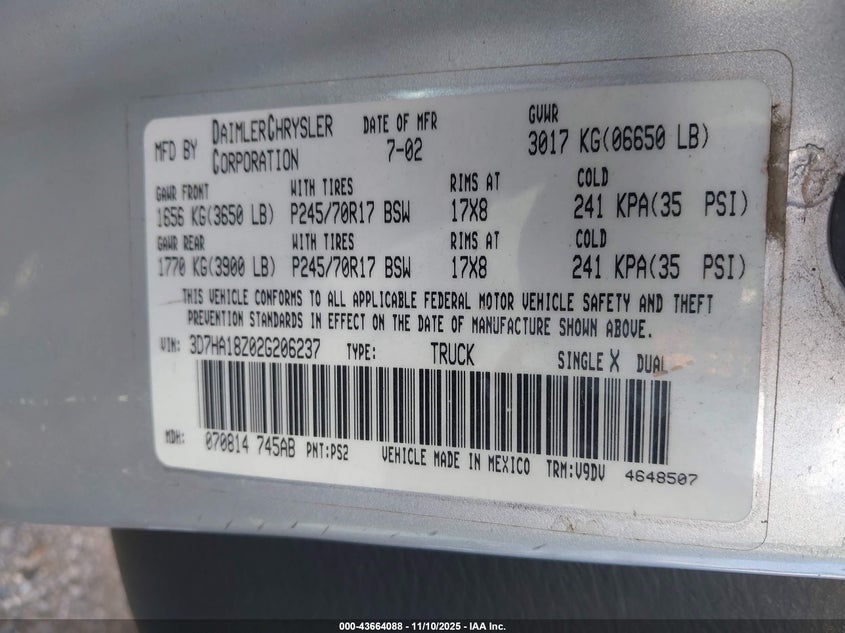 MFD BY DAIMLERCHRYSLER CORPORATION DATE OF MFR 7-02 GVWR 3017 KG(06650 LB)
GAWR FRONT WITH TIRES RIMS AT COLD
1656 KG(3650 LB) P245/70R17 BSW 17X8 241 KPA(35 PSI)
GAWR REAR WITH TIRES RIMS AT COLD
1770 KG(3900 LB) P245/70R17 BSW 17X8 241 KPA(35 PSI)
THIS VEHICLE CONFORMS TO ALL APPLICABLE FEDERAL MOTOR VEHICLE SAFETY AND THEFT
PREVENTION STANDARDS IN EFFECT ON THE DATE OF MANUFACTURE SHOWN ABOVE.
VIN: 3D7HA18Z02G206237 TYPE: TRUCK SINGLE X DUAL
MDH: 070814 745AB PNT:PS2 VEHICLE MADE IN MEXICO TRM:V9DV 4648507
000-43664088 — 11/10/2025 — IAA Inc.